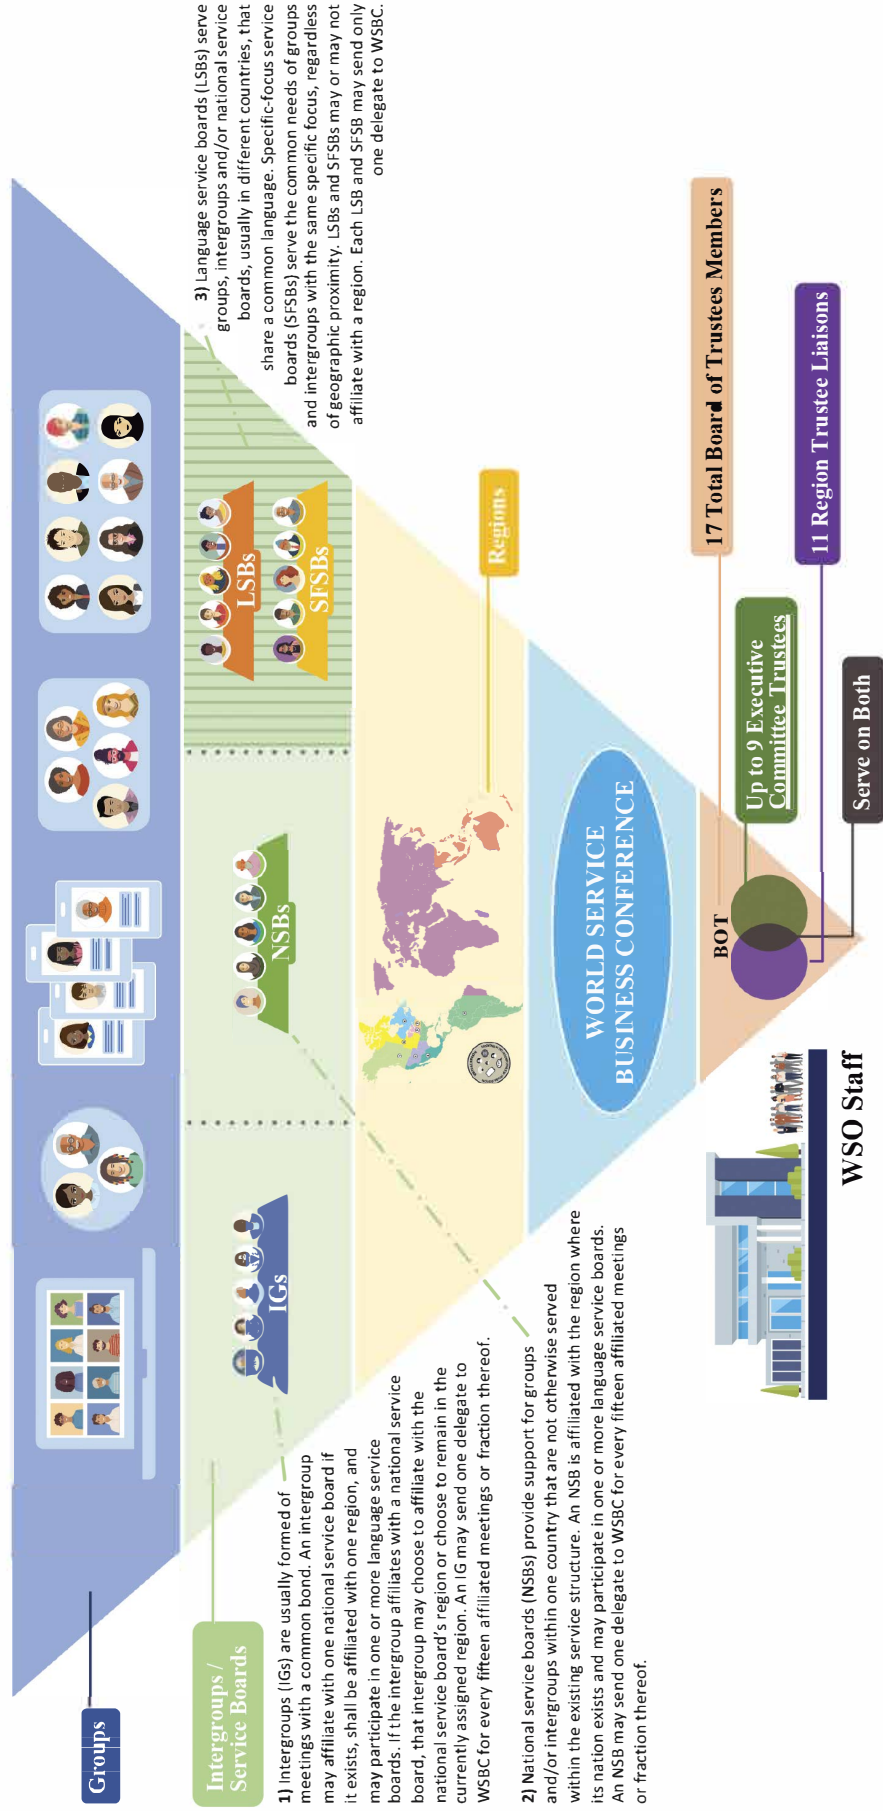 Groups
Intergroups /
Service Boards
1) Intergroups (IGs) are usually formed of
meetings with a common bond. An intergroup
may affiliate with one national service board if
it exists, shall be affiliated with one region, and
may participate in one or more language service
boards. If the intergroup affiliates with a national service
board, that intergroup may choose to affiliate with the
national service board's region or choose to remain in the
currently assigned region. An IG may send one delegate to
WSBC for every fifteen affiliated meetings or fraction thereof.
2) National service boards (NSBs) provide support for groups
and/or intergroups within one country that are not otherwise served
within the existing service structure. An NSB is affiliated with the region where
its nation exists and may participate in one or more language service boards.
An NSB may send one delegate to WSBC for every fifteen affiliated meetings
or fraction thereof.
IGs
NSBs
LSBs
SFSBs
3) Language service boards (LSBs) serve
groups, intergroups and/or national service
boards, usually in different countries, that
share a common language. Specific-focus service
boards (SFSBs) serve the common needs of groups
and intergroups with the same specific focus, regardless
of geographic proximity. LSBs and SFSBs may or may not
affiliate with a region. Each LSB and SFSB may send only
one delegate to WSBC.
Regions
WORLD SERVICE
BUSINESS CONFERENCE
BOT
17 Total Board of Trustees Members
Up to 9 Executive
Committee Trustees
11 Region Trustee Liaisons
Serve on Both
WSO Staff